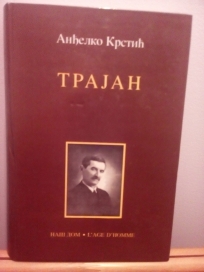 Анђелко Крстић
ТРАЈАН
НАШ ДОМ • L'AGE D'HOMME